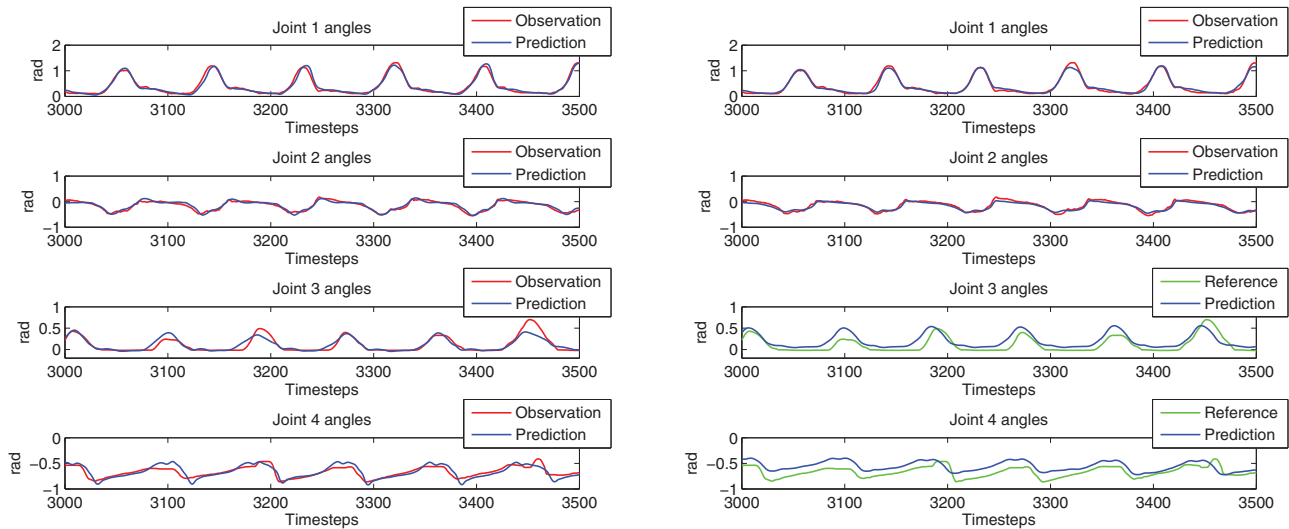 Joint 1 angles
Observation
Prediction
rad
2
1
0
3000 3100 3200 3300 3400 3500
Timesteps
Joint 2 angles
Observation
Prediction
rad
1
0
−1
3000 3100 3200 3300 3400 3500
Timesteps
Joint 3 angles
Observation
Prediction
rad
1
0.5
0
3000 3100 3200 3300 3400 3500
Timesteps
Joint 4 angles
Observation
Prediction
rad
0
−0.5
−1
3000 3100 3200 3300 3400 3500
Timesteps
Joint 1 angles
Observation
Prediction
rad
2
1
0
3000 3100 3200 3300 3400 3500
Timesteps
Joint 2 angles
Observation
Prediction
rad
1
0
−1
3000 3100 3200 3300 3400 3500
Timesteps
Joint 3 angles
Reference
Prediction
rad
1
0.5
0
3000 3100 3200 3300 3400 3500
Timesteps
Joint 4 angles
Reference
Prediction
rad
0
−0.5
−1
3000 3100 3200 3300 3400 3500
Timesteps